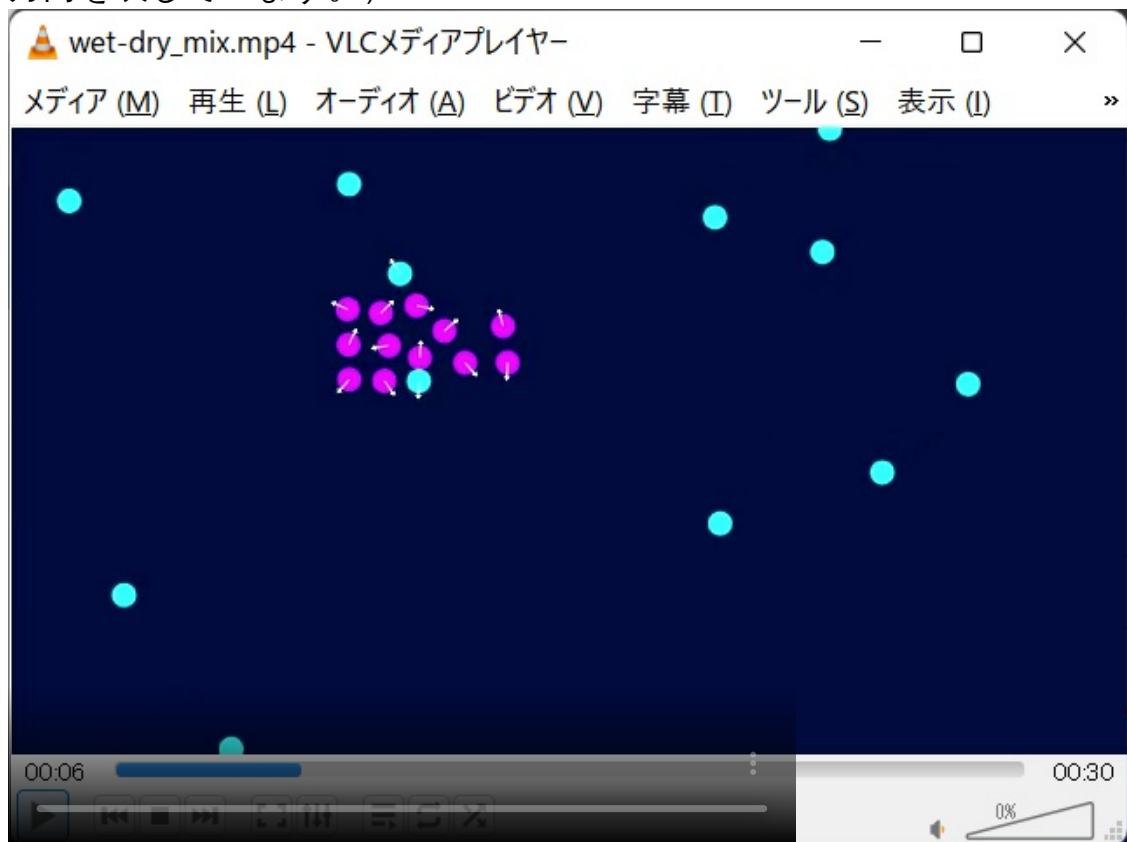 wet-dry_mix.mp4 - VLCメディアプレイヤー
メディア (M) 再生 (L) オーディオ (A) ビデオ (V) 字幕 (T) ツール (S) 表示 (I) »
00:06 00:30
0%